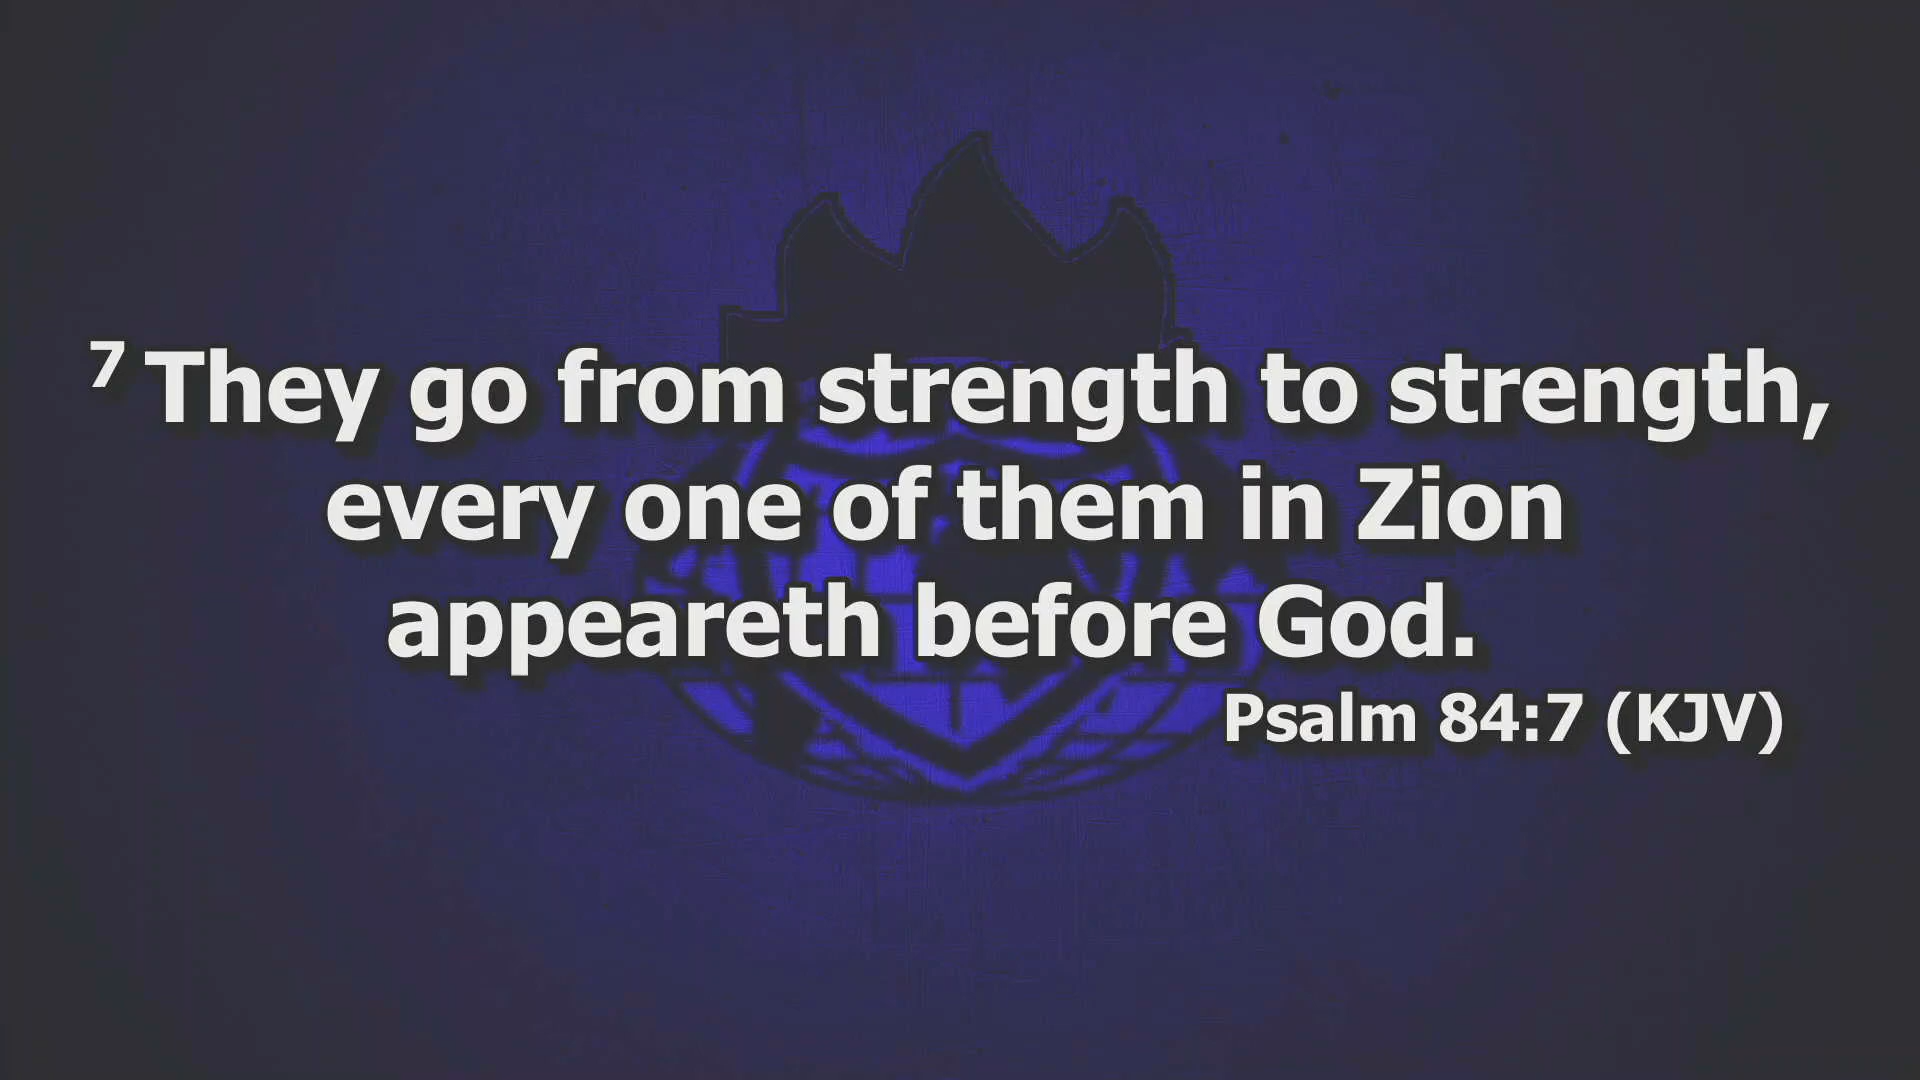 7 They go from strength to strength,
every one of them in Zion
appeareth before God.
Psalm 84:7 (KJV)